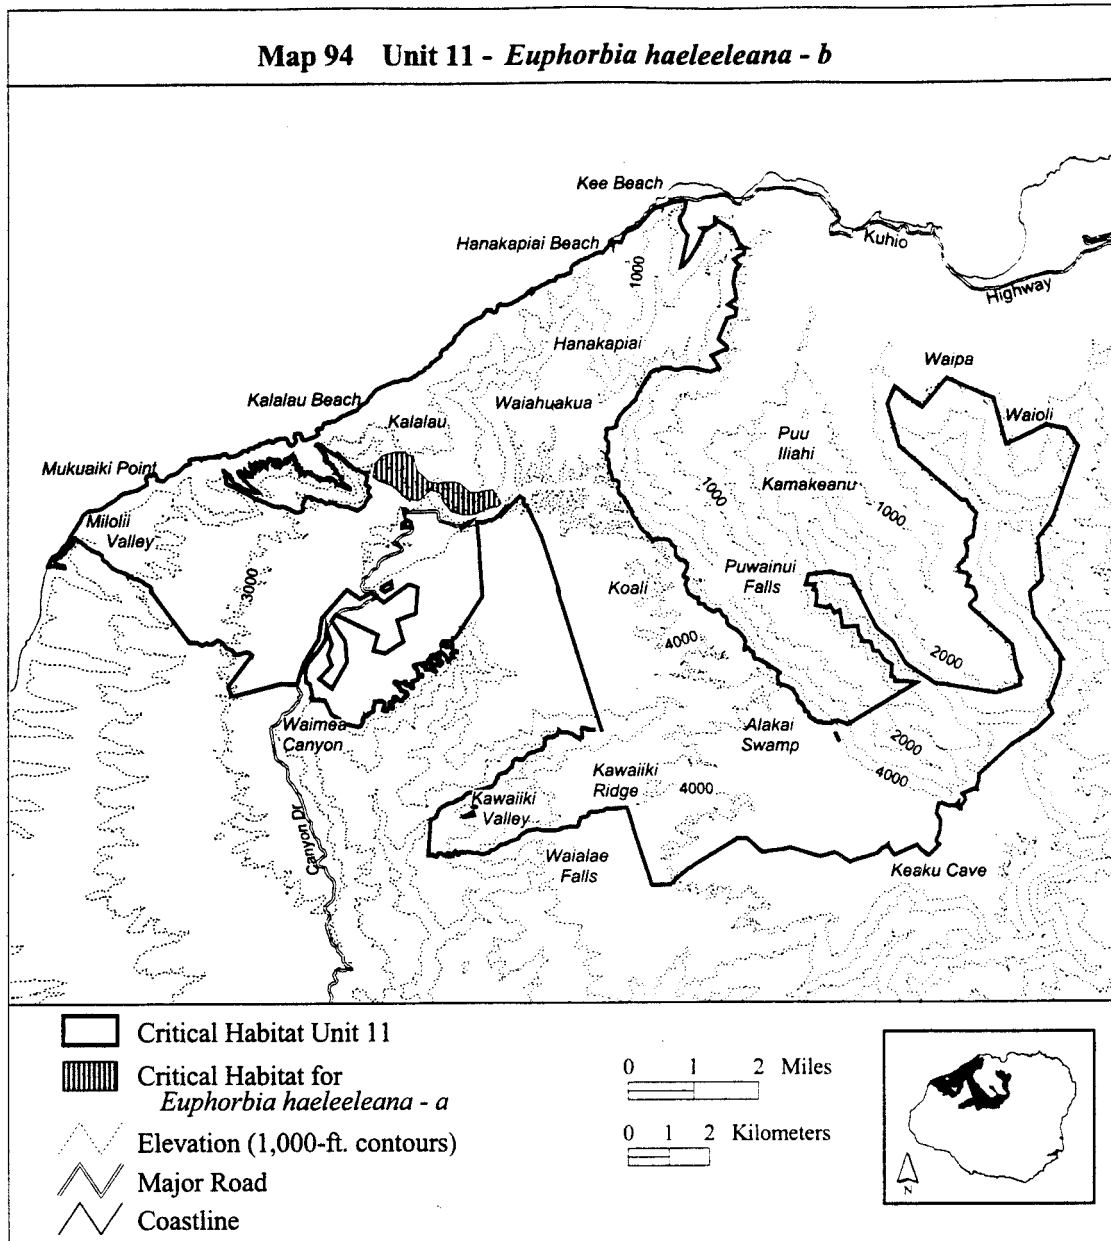 Map 94 Unit 11 - Euphorbia haeleeleana - b
Kee Beach
Hanakapiai Beach
Kuhio
Highway
1000
Hanakapiai
Waipa
Kalalau Beach
Waiahuakua
Waioli
Kalalau
Puu
Iliahi
Mukuaiki Point
Kamakeanu
1000
1000
Milolii
Valley
3000
Koali
Puwainui
Falls
4000
2000
Waimea
Canyon
Alakai
Swamp
2000
4000
Kawaiiki
Ridge
4000
Kawaiiki
Valley
Canyon Dr
Waialae
Falls
Keaku Cave
Critical Habitat Unit 11
Critical Habitat for
Euphorbia haeleeleana - a
Elevation (1,000-ft. contours)
Major Road
Coastline
0 1 2 Miles
0 1 2 Kilometers
N